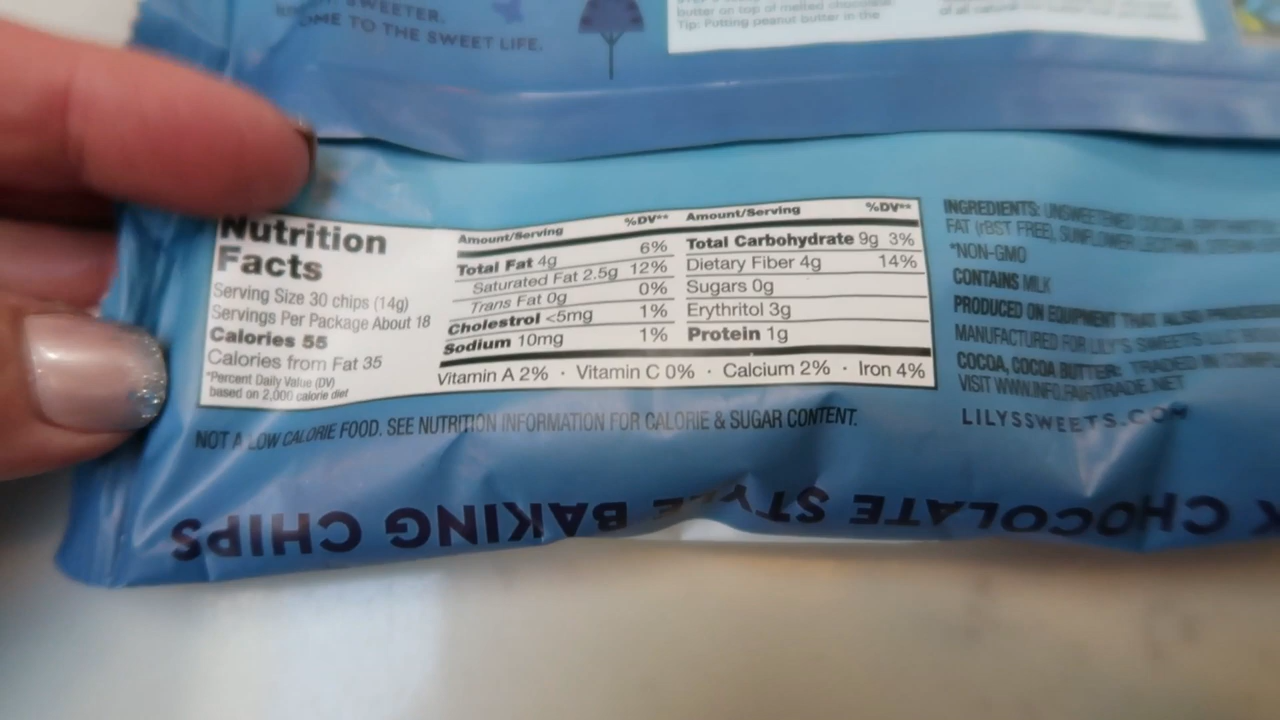 SWEETER.
TO THE SWEET LIFE.
butter on top of melted chocolate
Tip: Putting peanut butter in the
of all natural
Nutrition
Facts
Serving Size 30 chips (14g)
Servings Per Package About 18
Calories 55
Calories from Fat 35
*Percent Daily Value (DV)
based on 2,000 calorie diet
Amount/Serving %DV**
Total Fat 4g 6%
Saturated Fat 2.5g 12%
Trans Fat 0g 0%
Cholestrol <5mg 1%
Sodium 10mg 1%
Amount/Serving %DV**
Total Carbohydrate 9g 3%
Dietary Fiber 4g 14%
Sugars 0g
Erythritol 3g
Protein 1g
Vitamin A 2% · Vitamin C 0% · Calcium 2% · Iron 4%
NOT A LOW CALORIE FOOD. SEE NUTRITION INFORMATION FOR CALORIE & SUGAR CONTENT.
INGREDIENTS: UNSWEETENED
FAT (rBST FREE), SUNFLOWER
*NON-GMO
CONTAINS MILK
PRODUCED ON EQUIPMENT THAT ALSO
MANUFACTURED FOR LILY'S SWEETS
COCOA, COCOA BUTTER: TRADED IN
VISIT WWW.INFO.FAIRTRADE.NET
LILYSSWEETS.COM
CHOCOLATE STYLE BAKING CHIPS